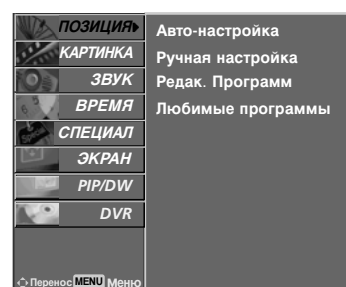 ПОЗИЦИЯ
КАРТИНКА
ЗВУК
ВРЕМЯ
СПЕЦИАЛ
ЭКРАН
PIP/DW
DVR
Перенос MENU Меню
Авто-настройка
Ручная настройка
Редак. Программ
Любимые программы